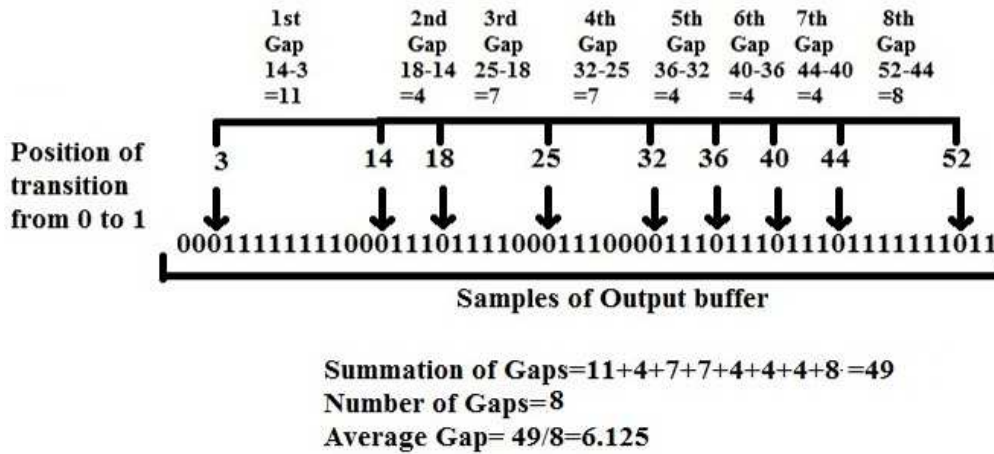 1st 2nd 3rd 4th 5th 6th 7th 8th
Gap Gap Gap Gap Gap Gap Gap Gap
14-3 18-14 25-18 32-25 36-32 40-36 44-40 52-44
=11 =4 =7 =7 =4 =4 =4 =8
Position of transition from 0 to 1
3 14 18 25 32 36 40 44 52
000111111110001110111100011100001110111011101111111011
Samples of Output buffer
Summation of Gaps=11+4+7+7+4+4+4+8 =49
Number of Gaps=8
Average Gap= 49/8=6.125